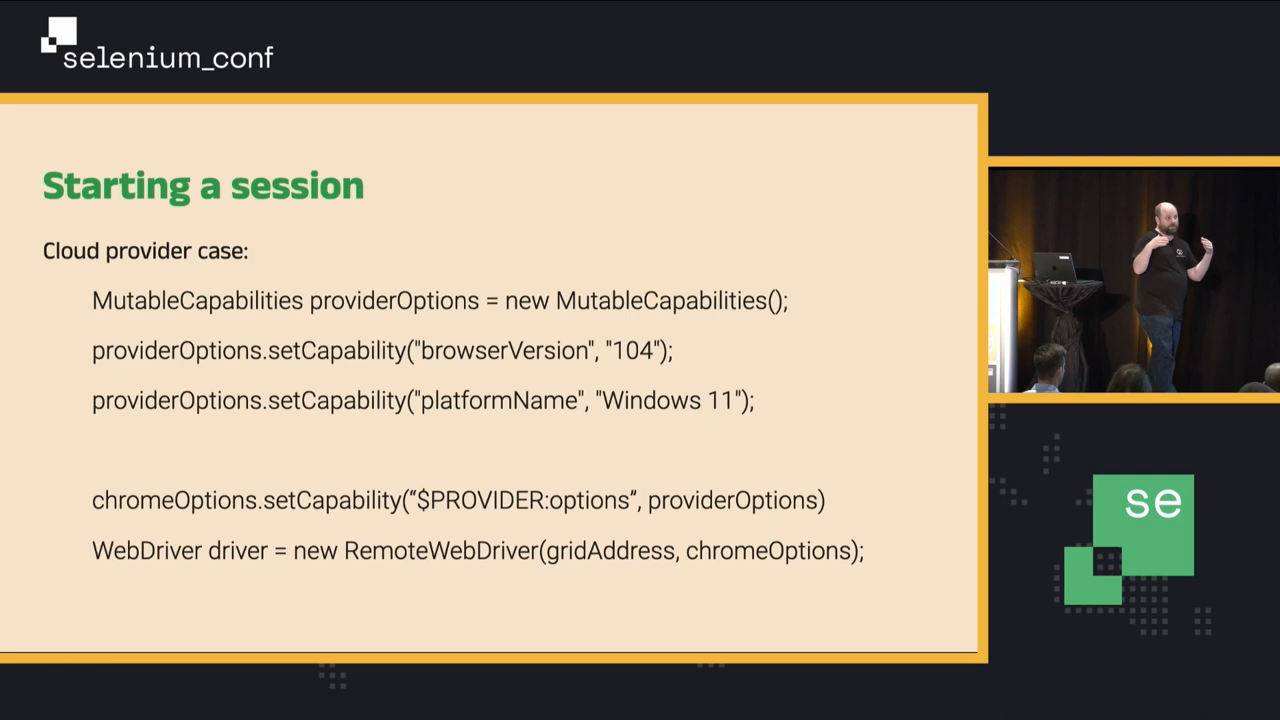 selenium_conf
Starting a session
Cloud provider case:
MutableCapabilities providerOptions = new MutableCapabilities();
providerOptions.setCapability("browserVersion", "104");
providerOptions.setCapability("platformName", "Windows 11");
chromeOptions.setCapability(“$PROVIDER:options”, providerOptions)
WebDriver driver = new RemoteWebDriver(gridAddress, chromeOptions);
se